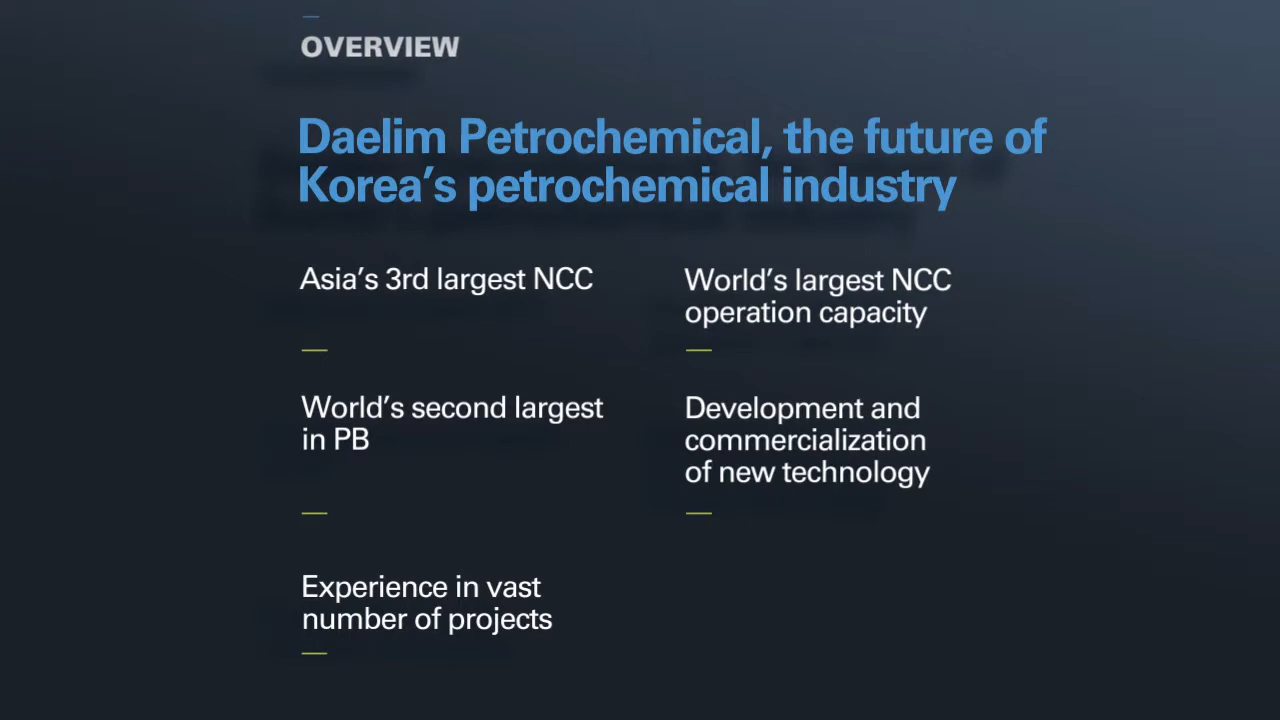 OVERVIEW
Daelim Petrochemical, the future of
Korea’s petrochemical industry
Asia’s 3rd largest NCC
World’s largest NCC
operation capacity
World’s second largest
in PB
Development and
commercialization
of new technology
Experience in vast
number of projects